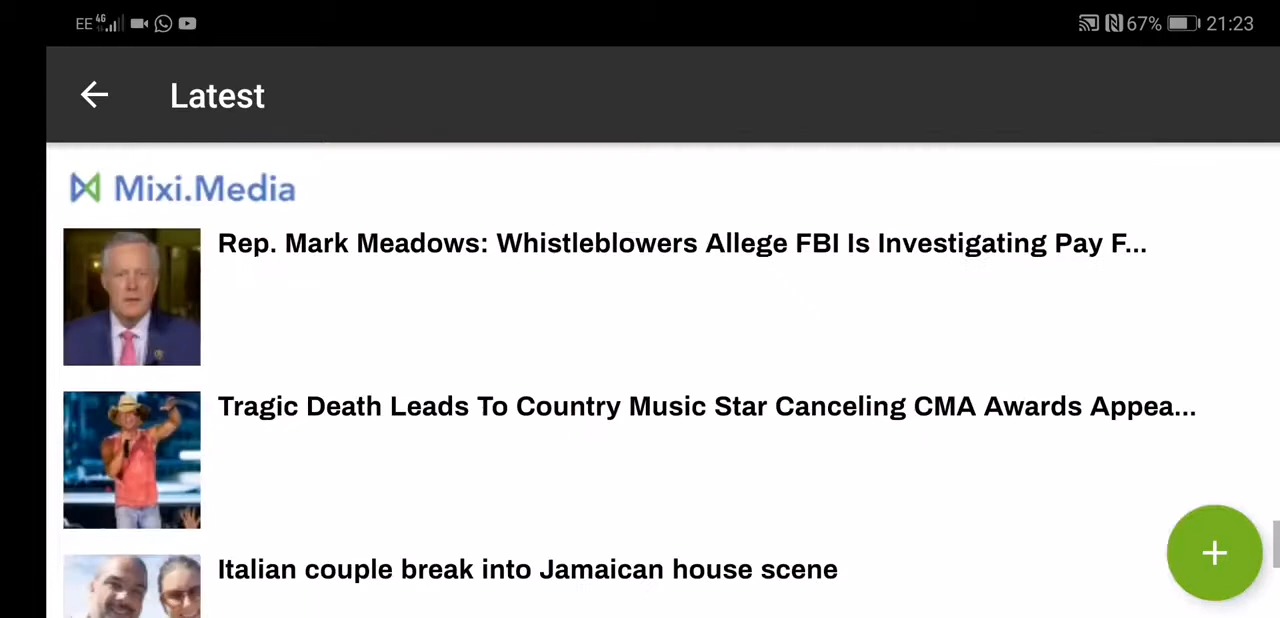 EE 4G 67% 21:23
Latest
Mixi.Media
Rep. Mark Meadows: Whistleblowers Allege FBI Is Investigating Pay F...
Tragic Death Leads To Country Music Star Canceling CMA Awards Appea...
Italian couple break into Jamaican house scene